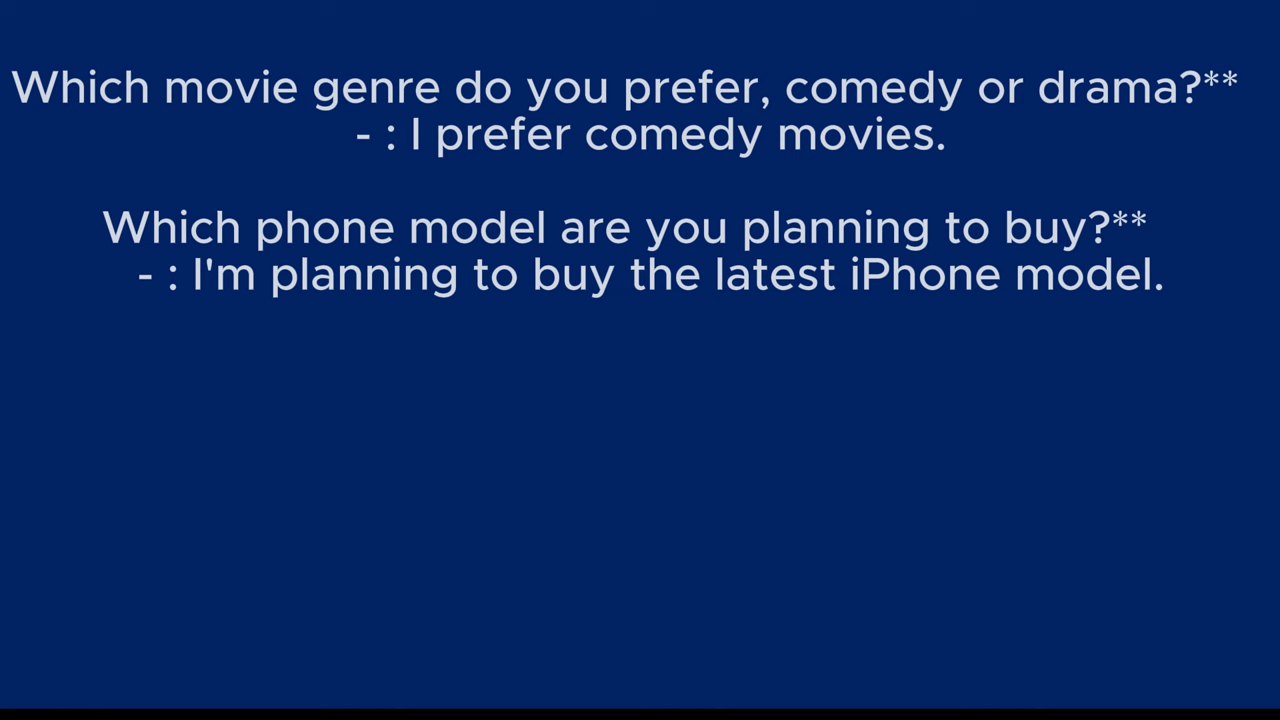 Which movie genre do you prefer, comedy or drama?**
- : I prefer comedy movies.
Which phone model are you planning to buy?**
- : I'm planning to buy the latest iPhone model.